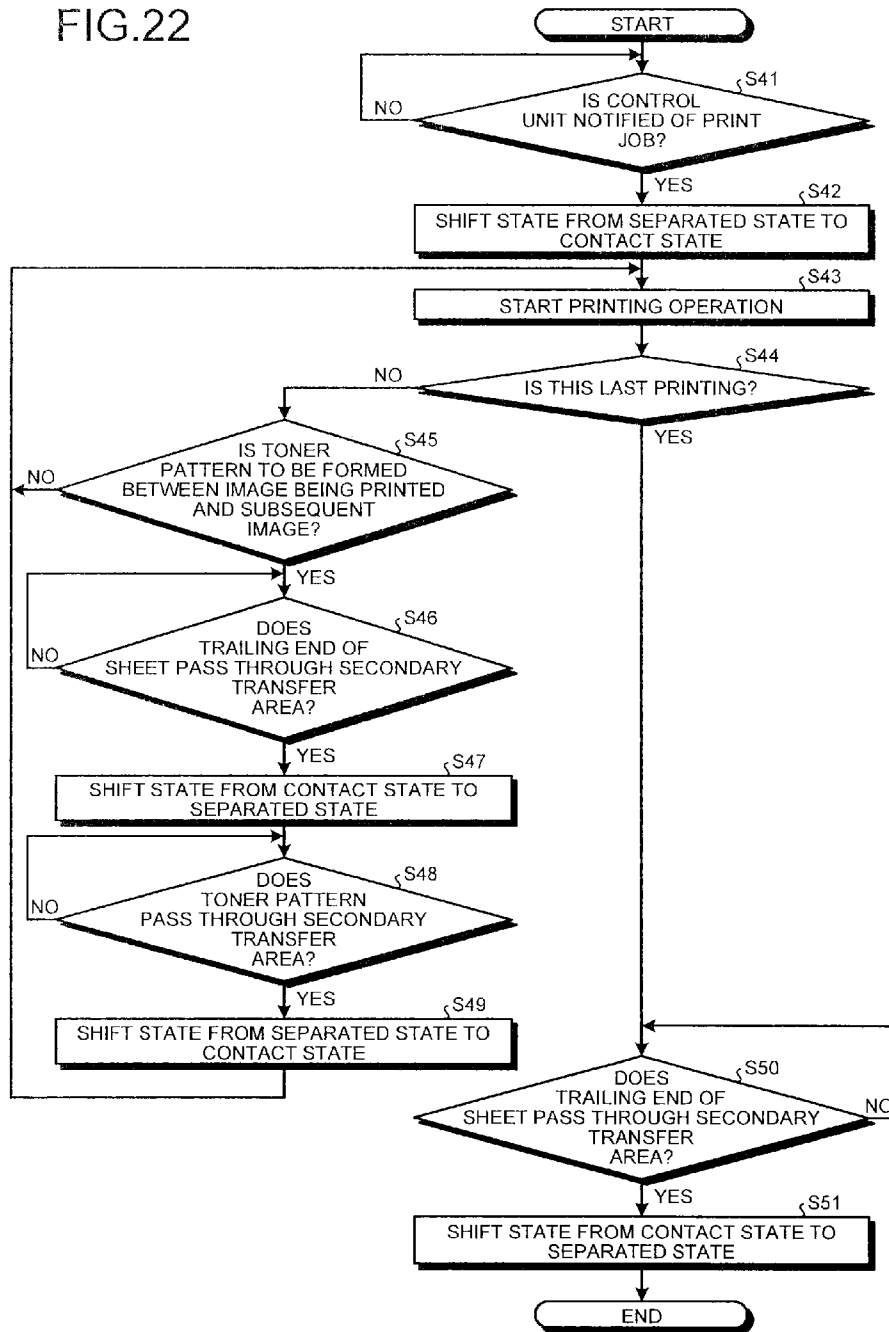 FIG.22
START
S41
IS CONTROL
UNIT NOTIFIED OF PRINT
JOB?
NO
YES
S42
SHIFT STATE FROM SEPARATED STATE TO
CONTACT STATE
S43
START PRINTING OPERATION
S44
IS THIS LAST PRINTING?
NO
YES
S45
IS TONER
PATTERN TO BE FORMED
BETWEEN IMAGE BEING PRINTED
AND SUBSEQUENT
IMAGE?
NO
YES
S46
DOES
TRAILING END OF
SHEET PASS THROUGH SECONDARY
TRANSFER
AREA?
NO
YES
S47
SHIFT STATE FROM CONTACT STATE TO
SEPARATED STATE
S48
DOES
TONER PATTERN
PASS THROUGH SECONDARY
TRANSFER
AREA?
NO
YES
S49
SHIFT STATE FROM SEPARATED STATE TO
CONTACT STATE
S50
DOES
TRAILING END OF
SHEET PASS THROUGH SECONDARY
TRANSFER
AREA?
NO
YES
S51
SHIFT STATE FROM CONTACT STATE TO
SEPARATED STATE
END